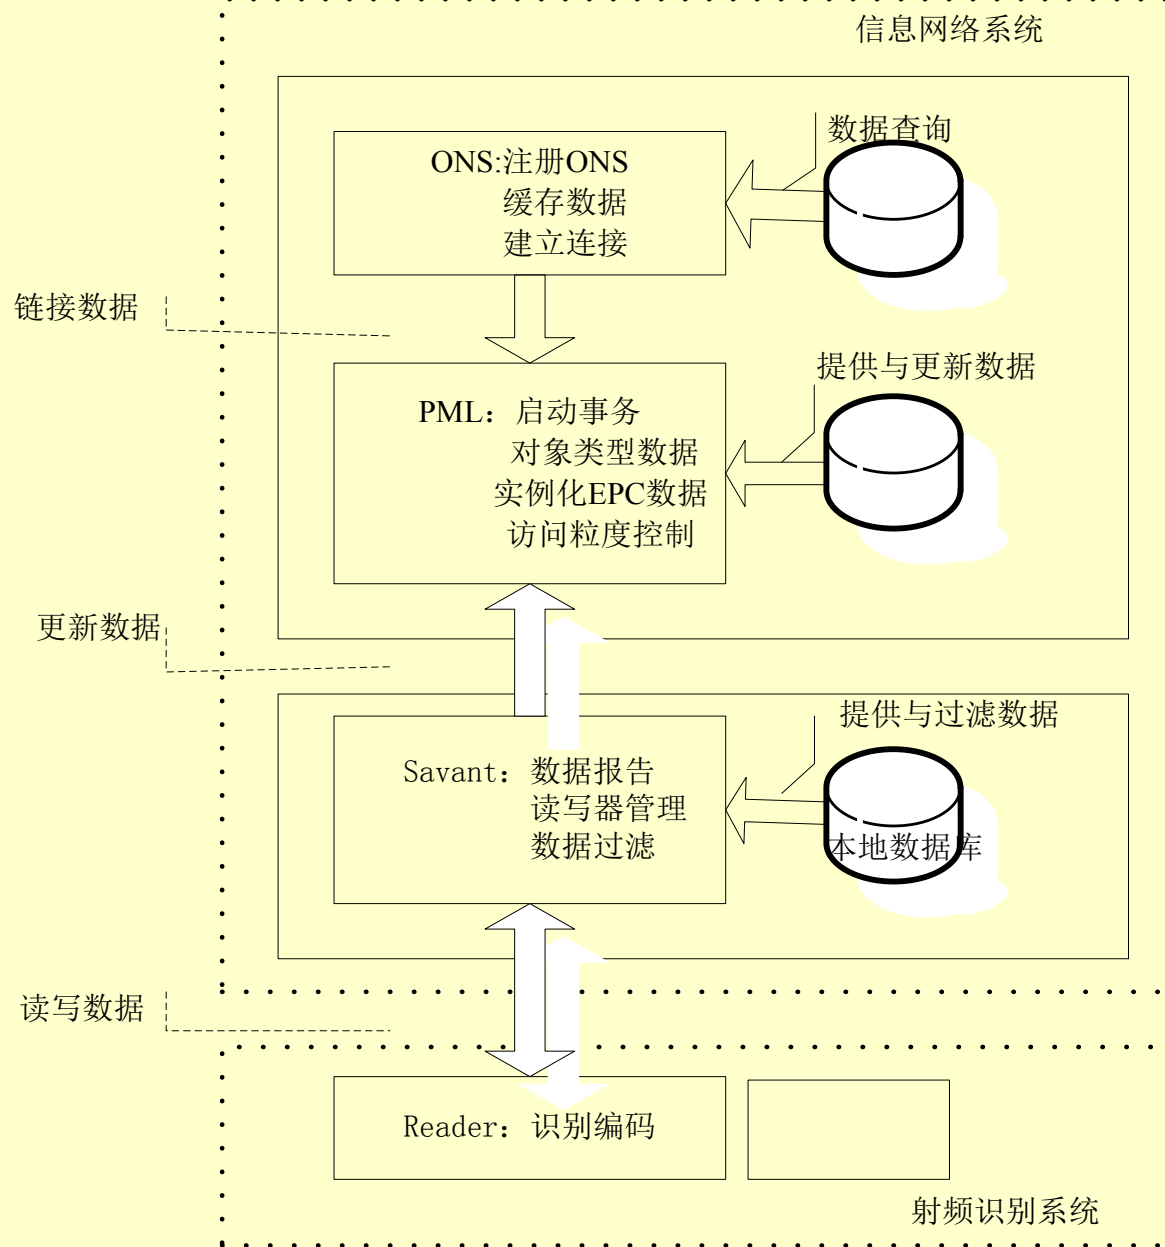 信息网络系统
数据查询
ONS:注册ONS
缓存数据
建立连接
链接数据
提供与更新数据
PML：启动事务
对象类型数据
实例化EPC数据
访问粒度控制
更新数据
提供与过滤数据
Savant：数据报告
读写器管理
数据过滤
本地数据库
读写数据
Reader：识别编码
射频识别系统